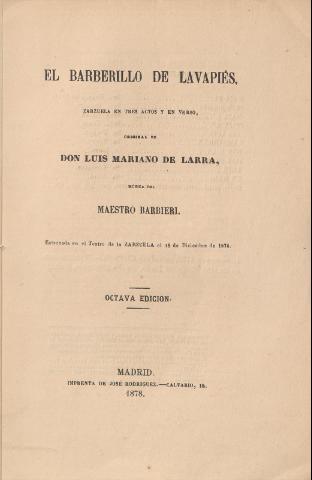 EL BARBERILLO DE LAVAPIÉS,
ZARZUELA EN TRES ACTOS Y EN VERSO,
ORIGINAL DE
DON LUIS MARIANO DE LARRA,
MÚSICA DEL
MAESTRO BARBIERI.
Estrenada en el Teatro de la ZARZUELA el 18 de Diciembre de 1874.
OCTAVA EDICION.
MADRID.
IMPRENTA DE JOSÉ RODRIGUEZ.—CALVARIO, 18.
1878.